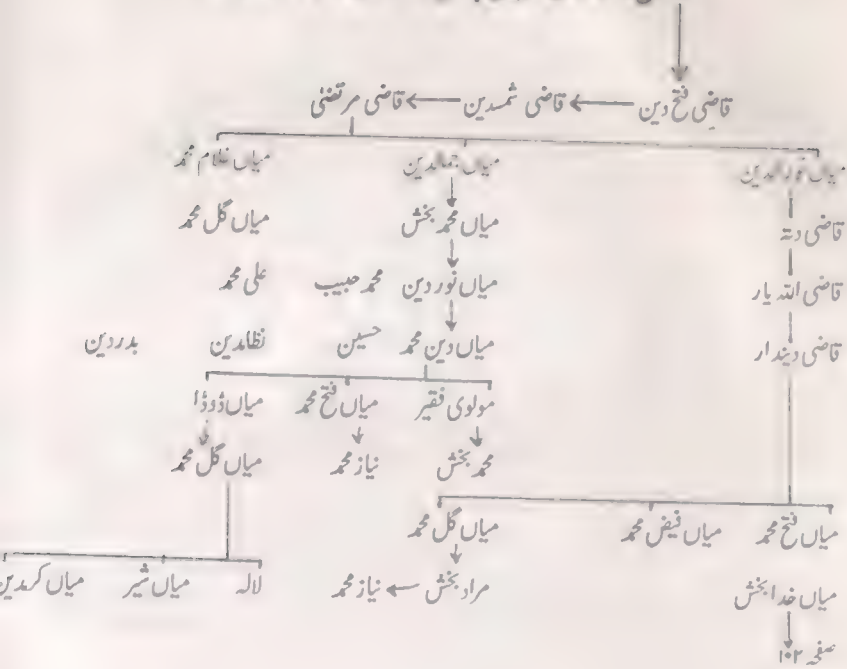 قاضی فتح دین ← قاضی شمسدین ← قاضی مرتضیٰ
میاں نورالدین میاں جمالدین میاں غلام محمد
قاضی دتہ میاں محمد بخش میاں گل محمد
قاضی اللہ یار میاں نوردین محمد حبیب علی محمد
قاضی دیندار میاں دین محمد حسین نظامدین بدردین
مولوی فقیر میاں فتح محمد میاں ڈوڈا
محمد بخش نیاز محمد میاں گل محمد
میاں فتح محمد میاں فیض محمد میاں گل محمد
میاں خدا بخش مراد بخش ← نیاز محمد لالہ میاں شیر میاں کرمدین
صفحہ ۱۰۲